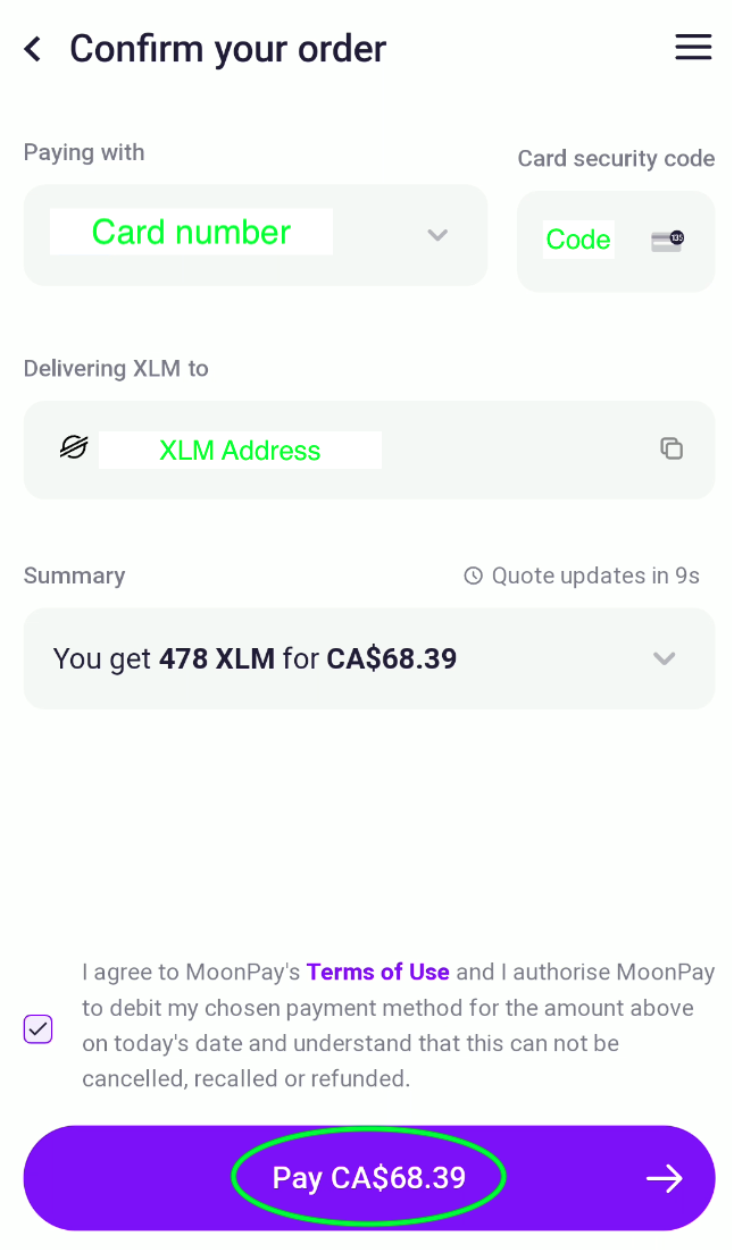 Confirm your order
Paying with
Card security code
Card number
Code
135
Delivering XLM to
XLM Address
Summary
Quote updates in 9s
You get 478 XLM for CA$68.39
I agree to MoonPay's Terms of Use and I authorise MoonPay
to debit my chosen payment method for the amount above
on today's date and understand that this can not be
cancelled, recalled or refunded.
Pay CA$68.39